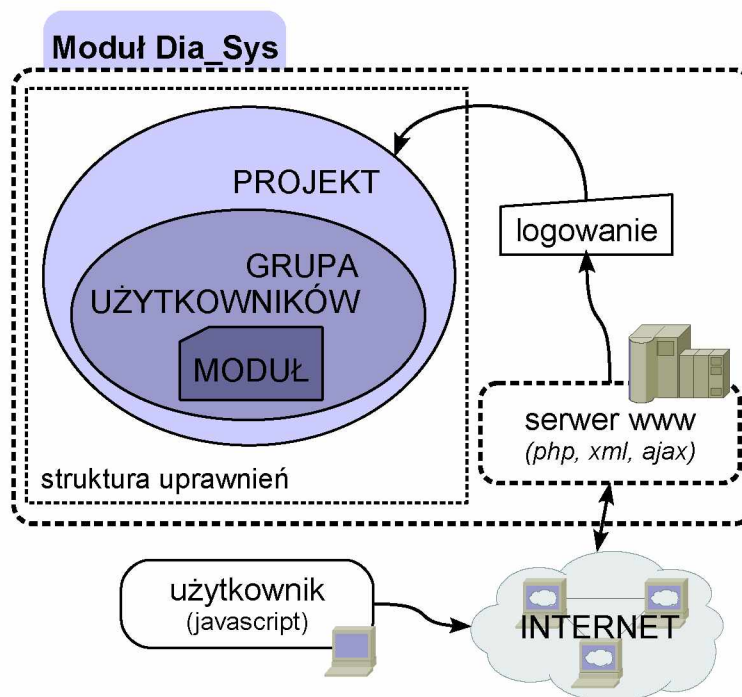 Moduł Dia_Sys
PROJEKT
GRUPA
UŻYTKOWNIKÓW
MODUŁ
struktura uprawnień
logowanie
serwer www
(php, xml, ajax)
użytkownik
(javascript)
INTERNET